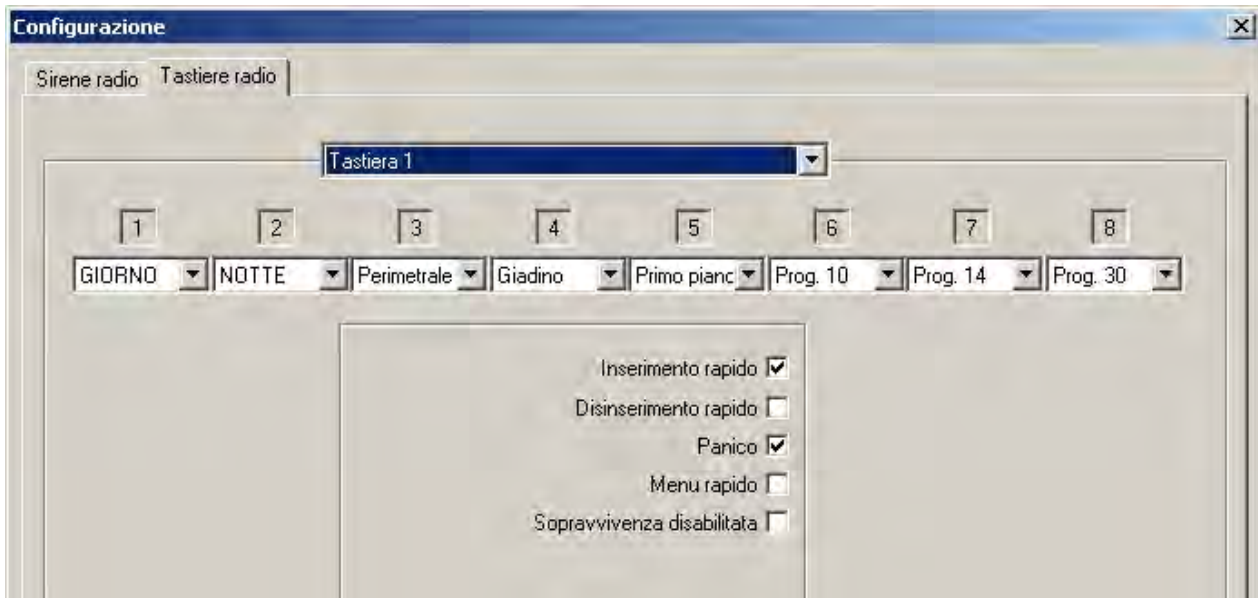 Configurazione
Sirene radio Tastiere radio
Tastiera 1
1 2 3 4 5 6 7 8
GIORNO NOTTE Perimetrale Giadino Primo pianc Prog. 10 Prog. 14 Prog. 30
Inserimento rapido
Disinserimento rapido
Panico
Menu rapido
Sopravvivenza disabilitata